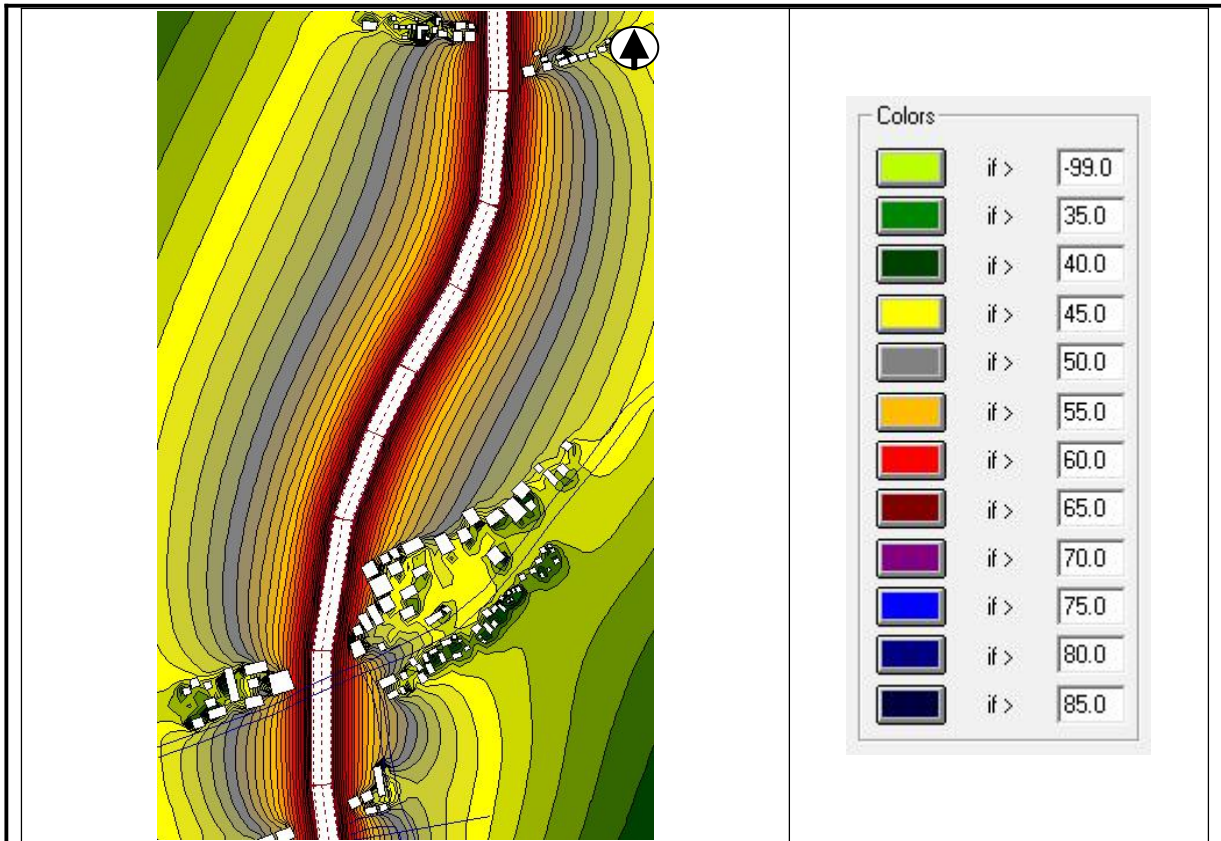 Colors
if > -99.0
if > 35.0
if > 40.0
if > 45.0
if > 50.0
if > 55.0
if > 60.0
if > 65.0
if > 70.0
if > 75.0
if > 80.0
if > 85.0